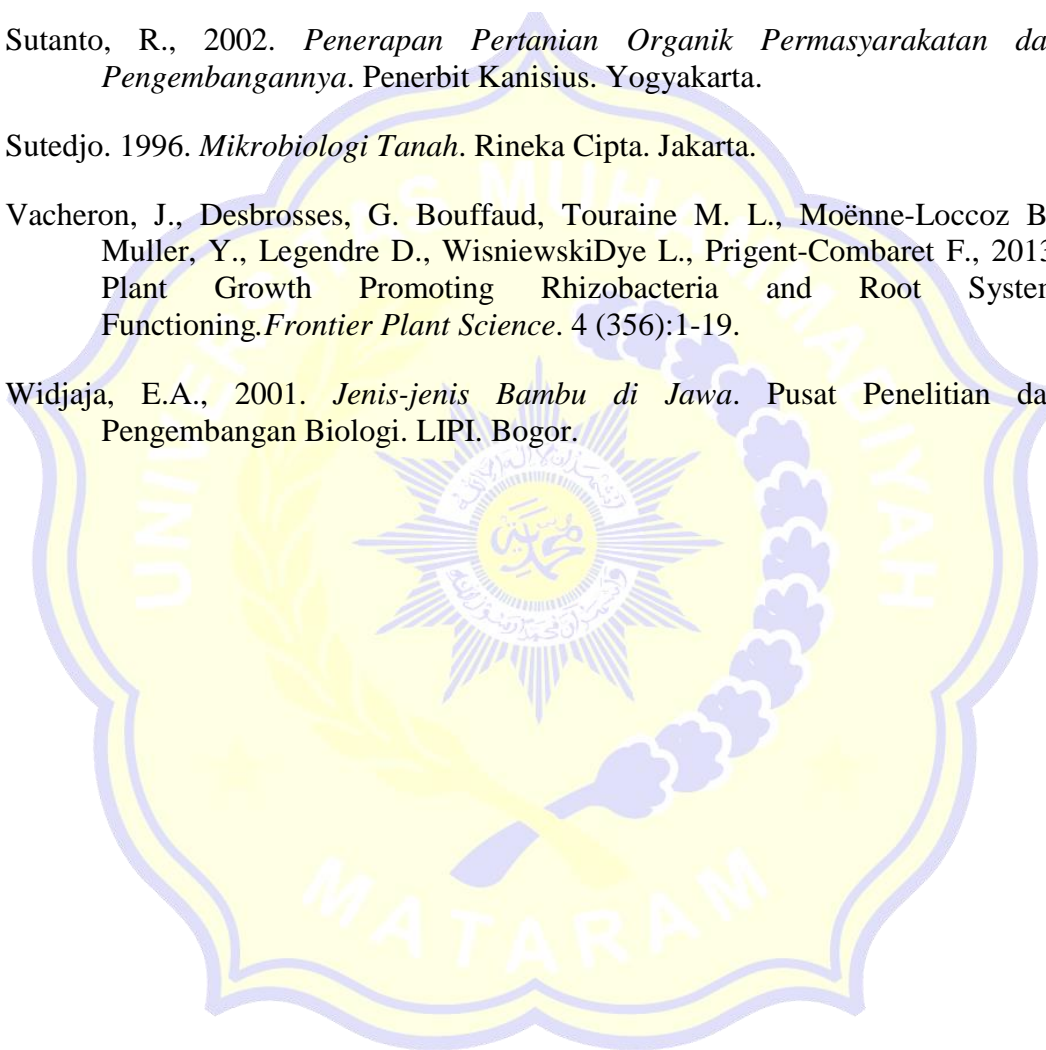 Sutanto, R., 2002. Penerapan Pertanian Organik Permasyarakatan da
Pengembangannya. Penerbit Kanisius. Yogyakarta.
Sutedjo. 1996. Mikrobiologi Tanah. Rineka Cipta. Jakarta.
Vacheron, J., Desbrosses, G. Bouffaud, Touraine M. L., Moënne-Loccoz B
Muller, Y., Legendre D., WisniewskiDye L., Prigent-Combaret F., 2013
Plant Growth Promoting Rhizobacteria and Root System
Functioning.Frontier Plant Science. 4 (356):1-19.
Widjaja, E.A., 2001. Jenis-jenis Bambu di Jawa. Pusat Penelitian da
Pengembangan Biologi. LIPI. Bogor.
UNIVERSITAS MUHAMMADIYAH
MATARAM